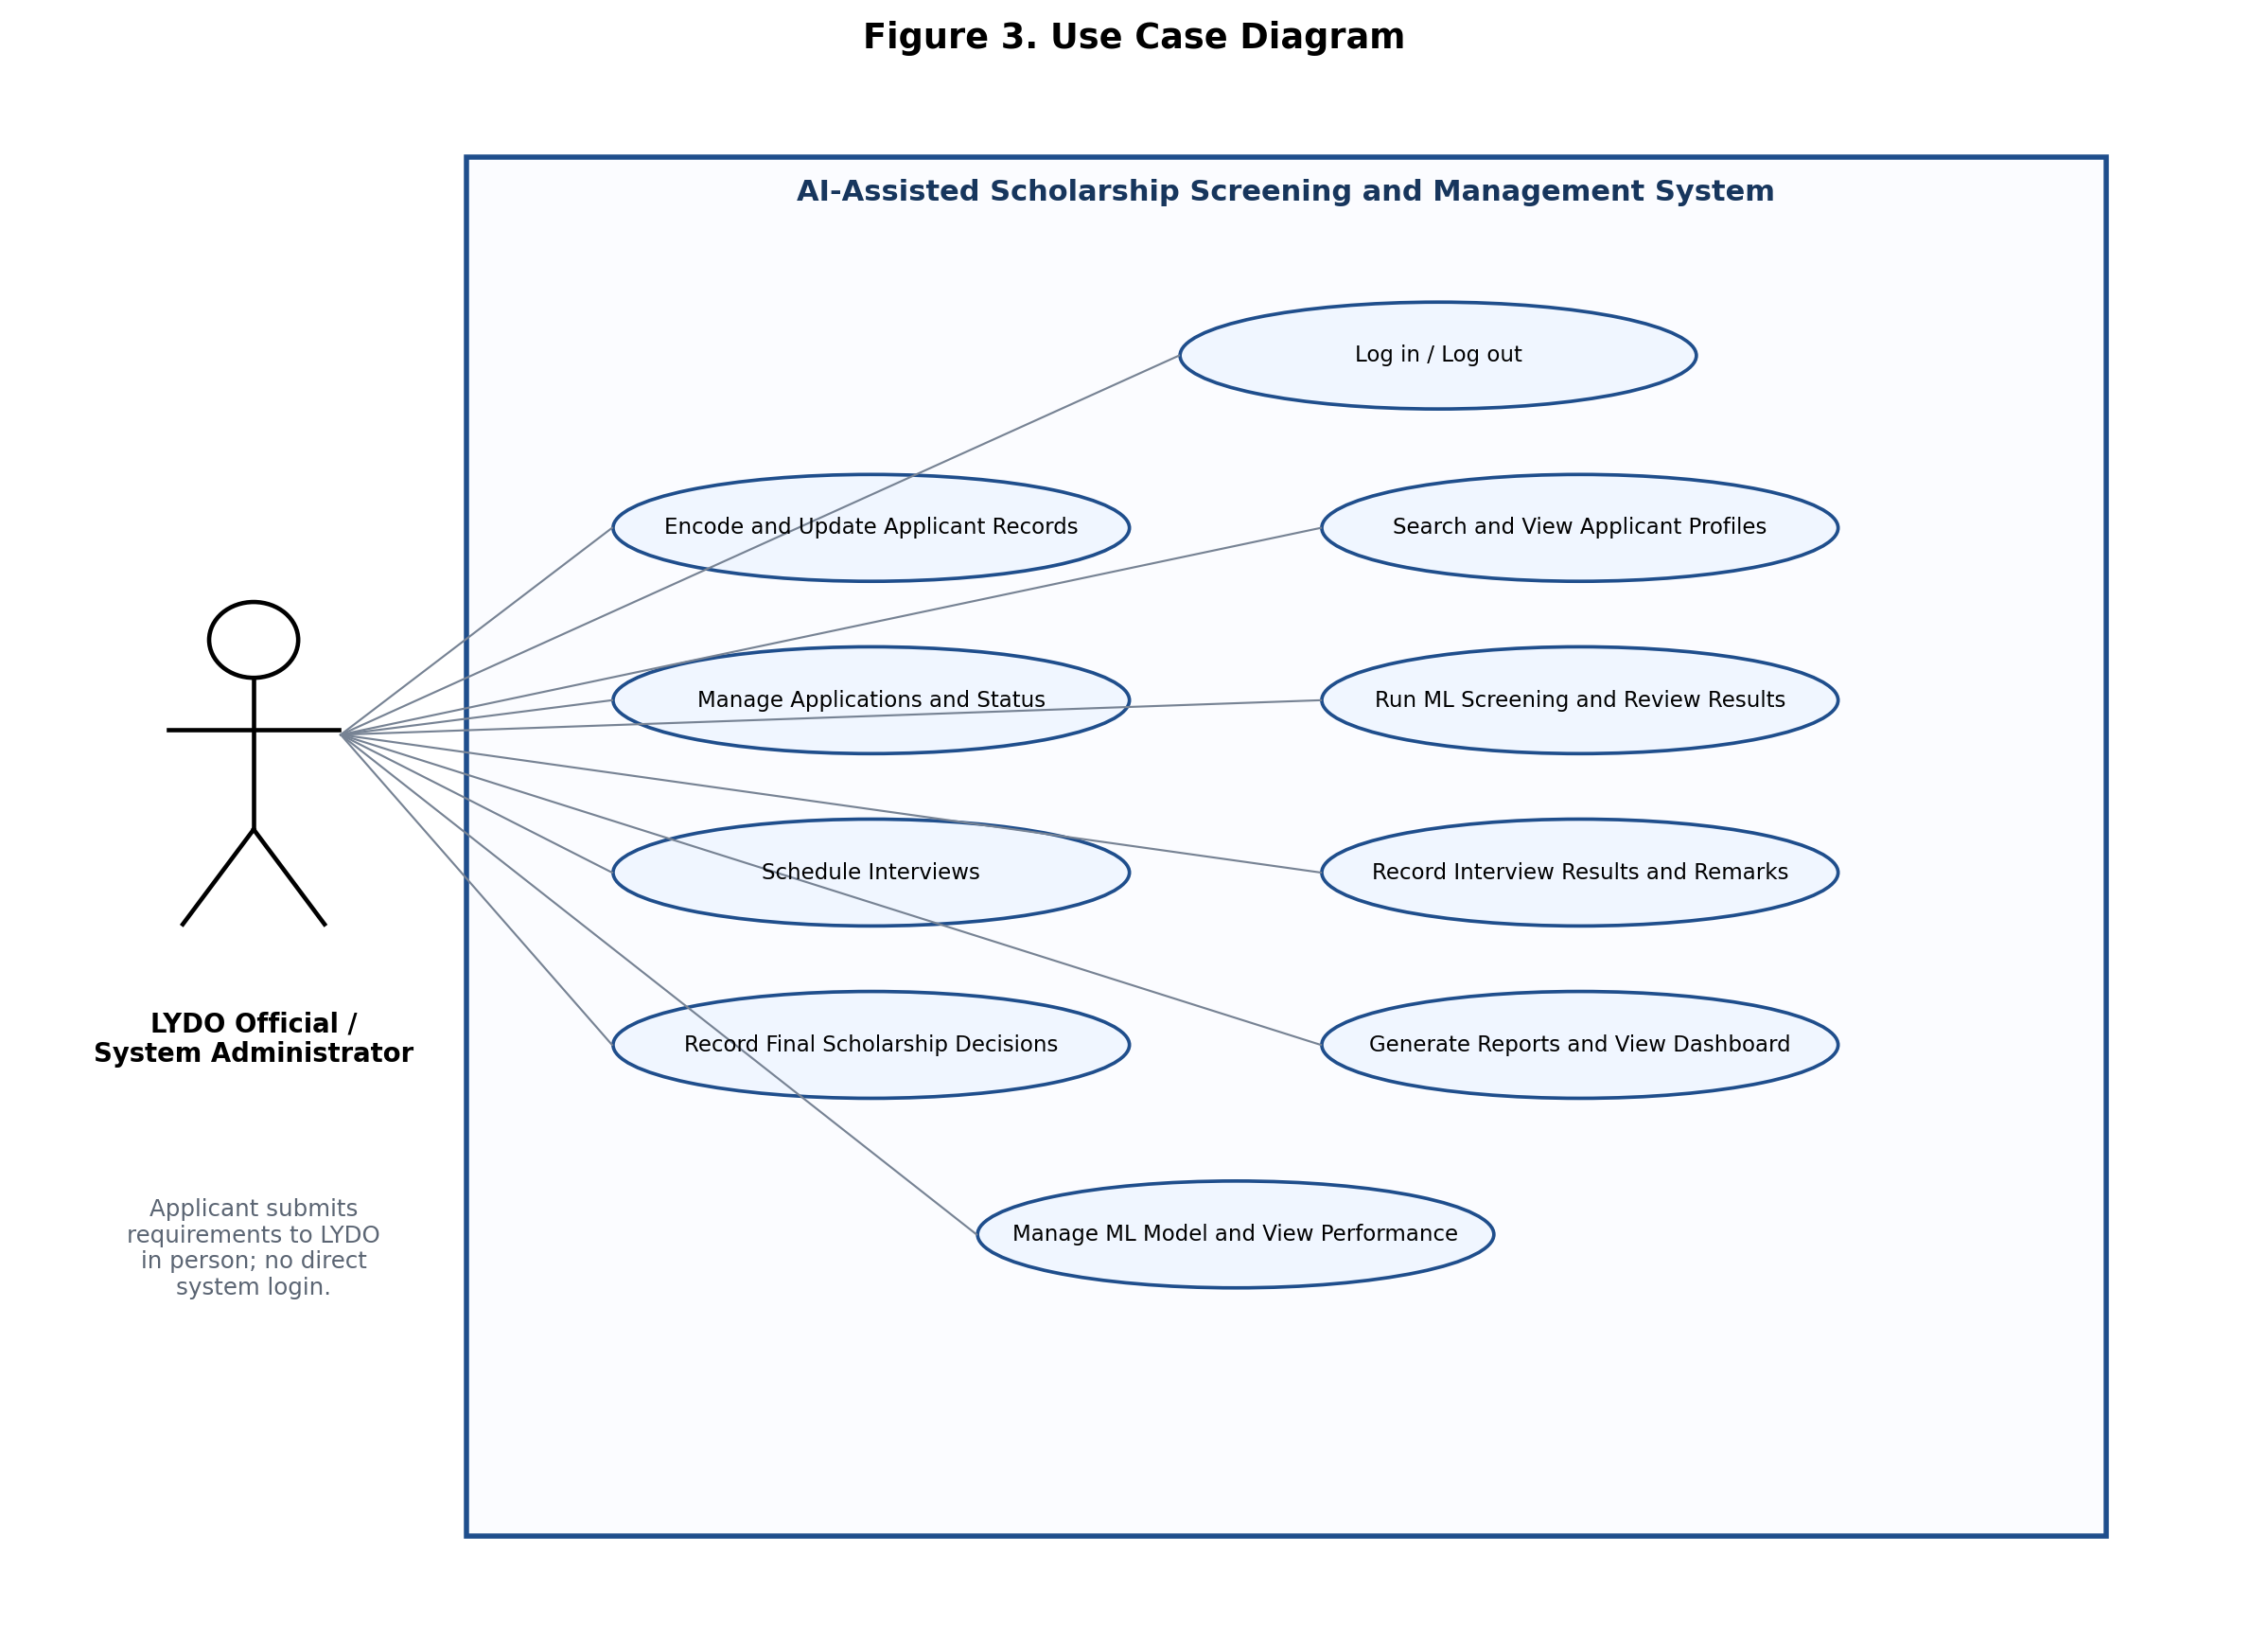 Figure 3. Use Case Diagram
AI-Assisted Scholarship Screening and Management System
Log in / Log out
Encode and Update Applicant Records
Search and View Applicant Profiles
Manage Applications and Status
Run ML Screening and Review Results
Schedule Interviews
Record Interview Results and Remarks
LYDO Official /
System Administrator
Record Final Scholarship Decisions
Generate Reports and View Dashboard
Applicant submits
requirements to LYDO
in person; no direct
system login.
Manage ML Model and View Performance